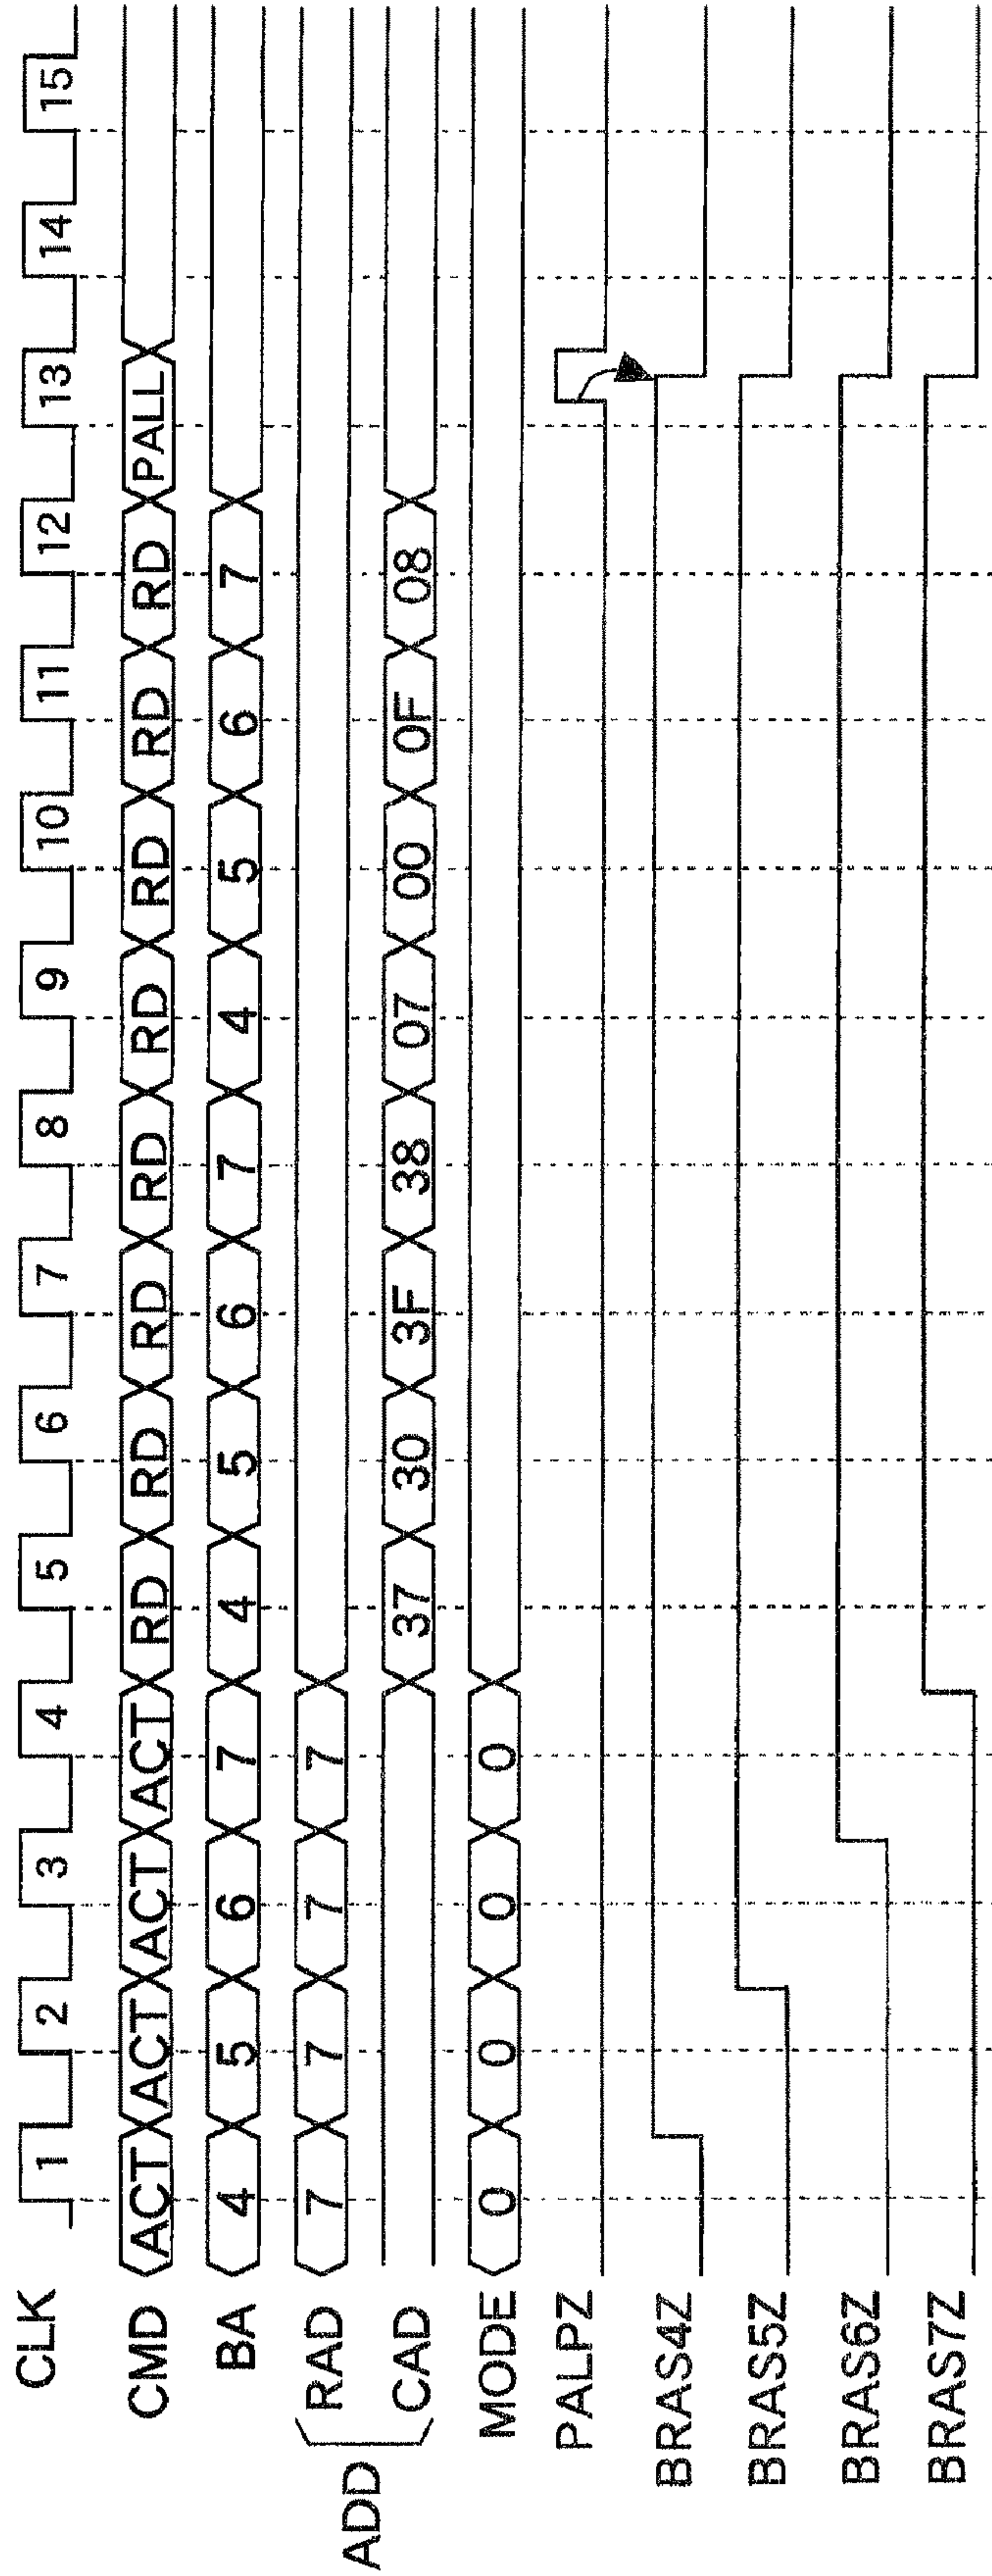 CLK 1 2 3 4 5 6 7 8 9 10 11 12 13 14 15
CMD ACT ACT ACT ACT RD RD RD RD RD RD RD RD PALL
BA 4 5 6 7 4 5 6 7 4 5 6 7
ADD
RAD 7 7 7 7
CAD 37 30 3F 38 07 00 0F 08
MODE 0 0 0 0
PALPZ
BRAS4Z
BRAS5Z
BRAS6Z
BRAS7Z